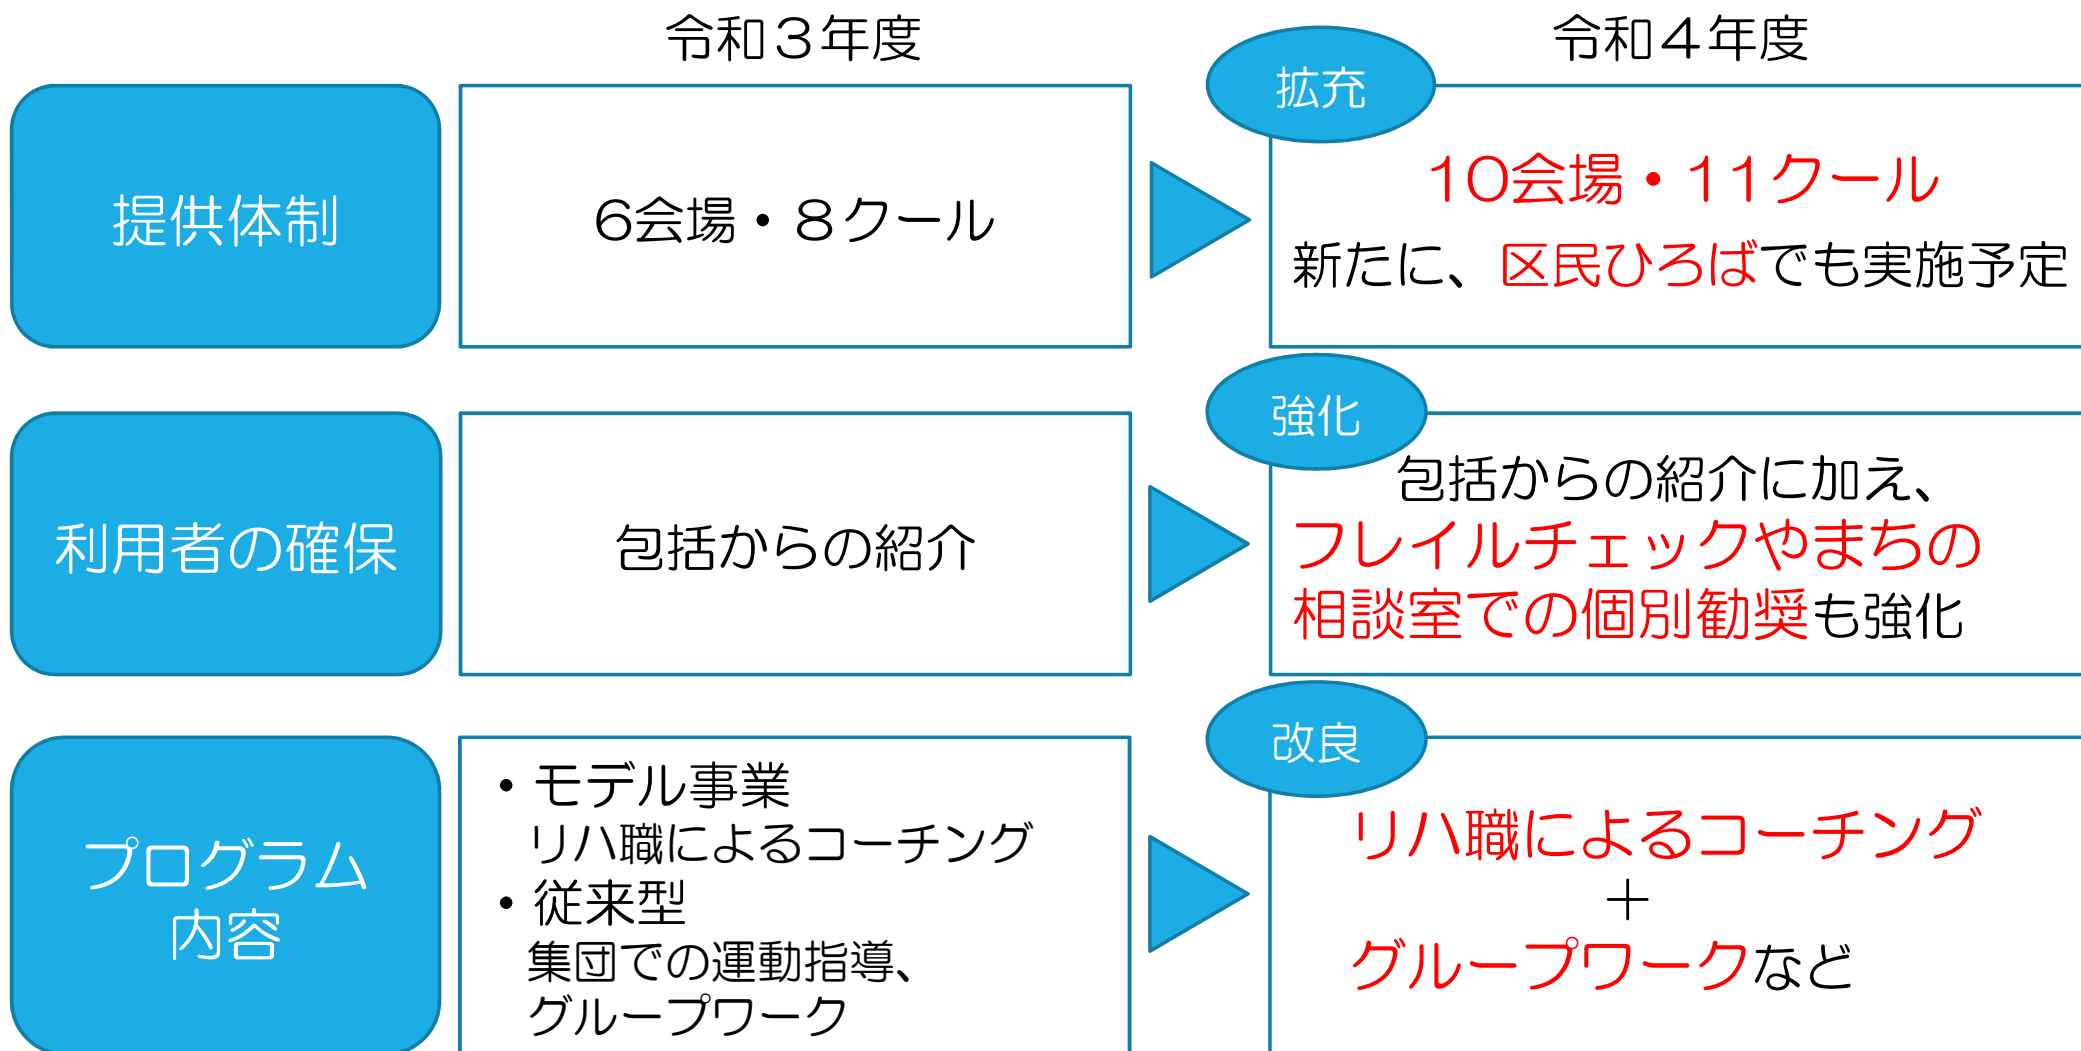 令和３年度
令和４年度
提供体制
6会場・８クール
拡充
10会場・11クール
新たに、区民ひろばでも実施予定
利用者の確保
包括からの紹介
強化
包括からの紹介に加え、
フレイルチェックやまちの
相談室での個別勧奨も強化
プログラム
内容
・モデル事業
リハ職によるコーチング
・従来型
集団での運動指導、
グループワーク
改良
リハ職によるコーチング
＋
グループワークなど